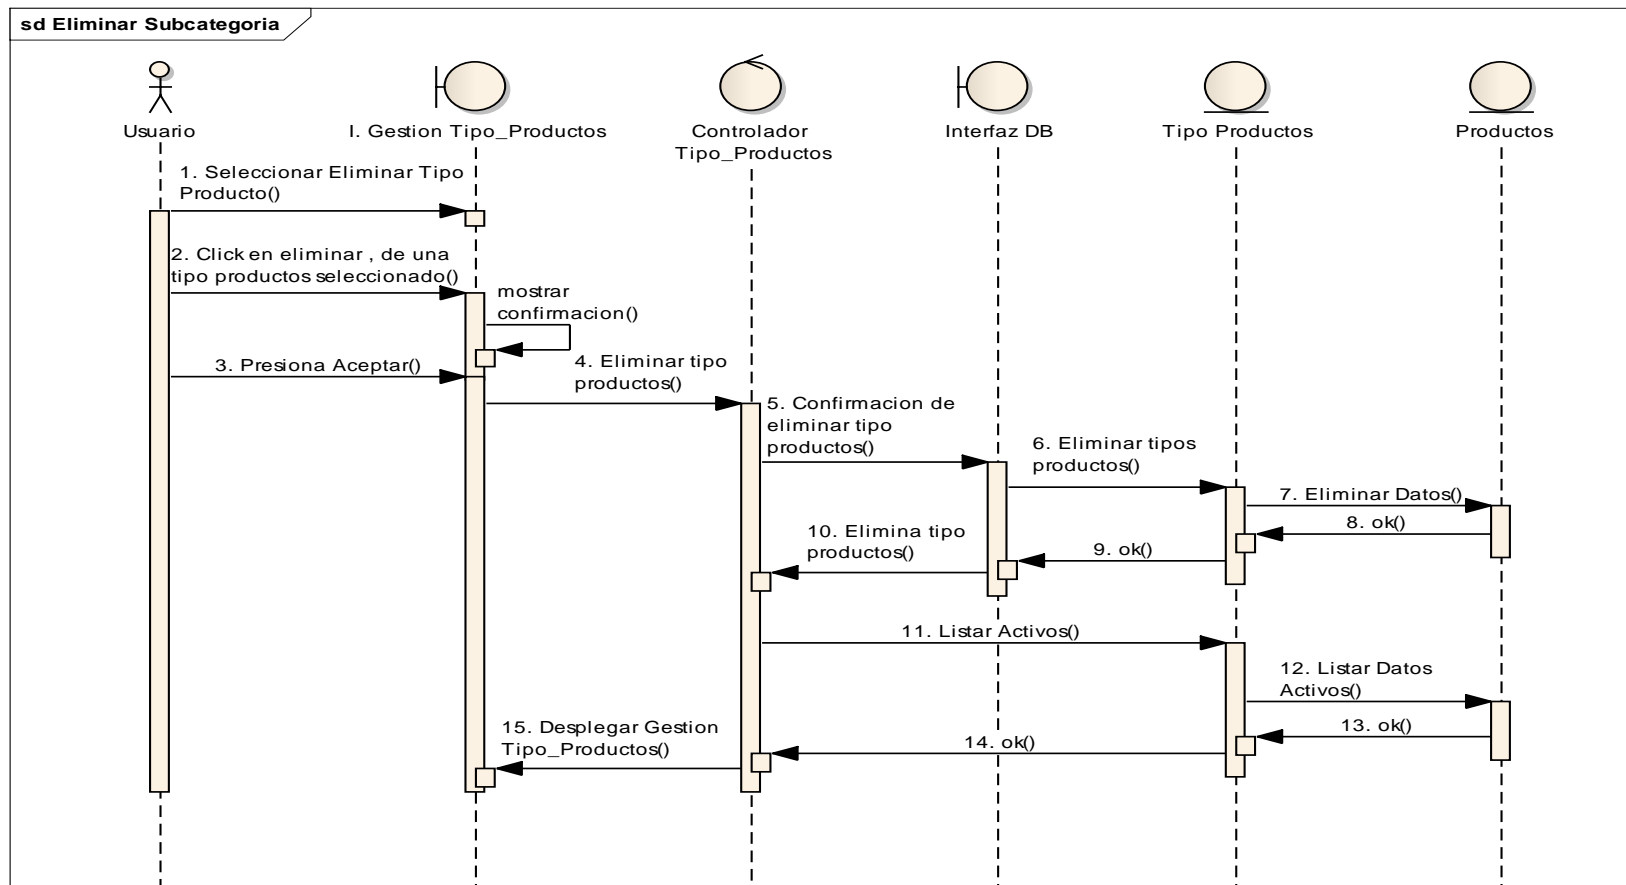 sd Eliminar Subcategoria
Usuario
I. Gestion Tipo_Productos
Controlador
Tipo_Productos
Interfaz DB
Tipo Productos
Productos
1. Seleccionar Eliminar Tipo
Producto()
2. Click en eliminar , de una
tipo productos seleccionado()
mostrar
confirmacion()
3. Presiona Aceptar()
4. Eliminar tipo
productos()
5. Confirmacion de
eliminar tipo
productos()
6. Eliminar tipos
productos()
7. Eliminar Datos()
8. ok()
9. ok()
10. Elimina tipo
productos()
11. Listar Activos()
12. Listar Datos
Activos()
13. ok()
14. ok()
15. Desplegar Gestion
Tipo_Productos()